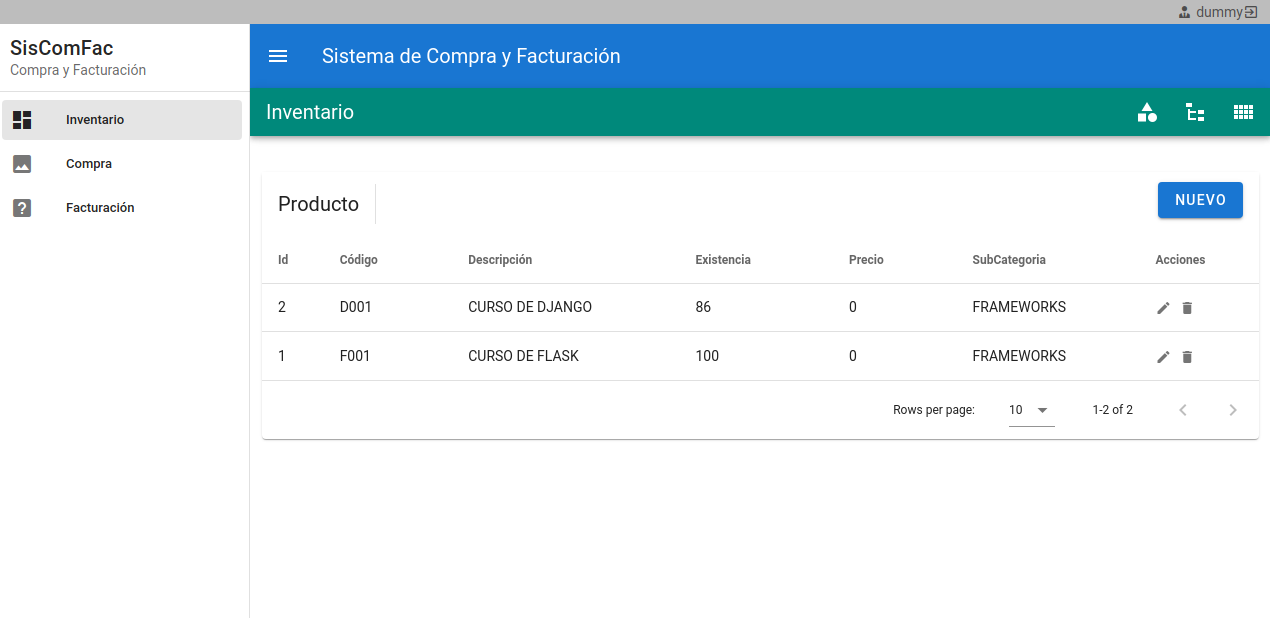 dummy
SisComFac
Compra y Facturación
Sistema de Compra y Facturación
Inventario
Compra
Facturación
Inventario
Producto
NUEVO
Id Código Descripción Existencia Precio SubCategoria Acciones
2 D001 CURSO DE DJANGO 86 0 FRAMEWORKS
1 F001 CURSO DE FLASK 100 0 FRAMEWORKS
Rows per page: 10 1-2 of 2